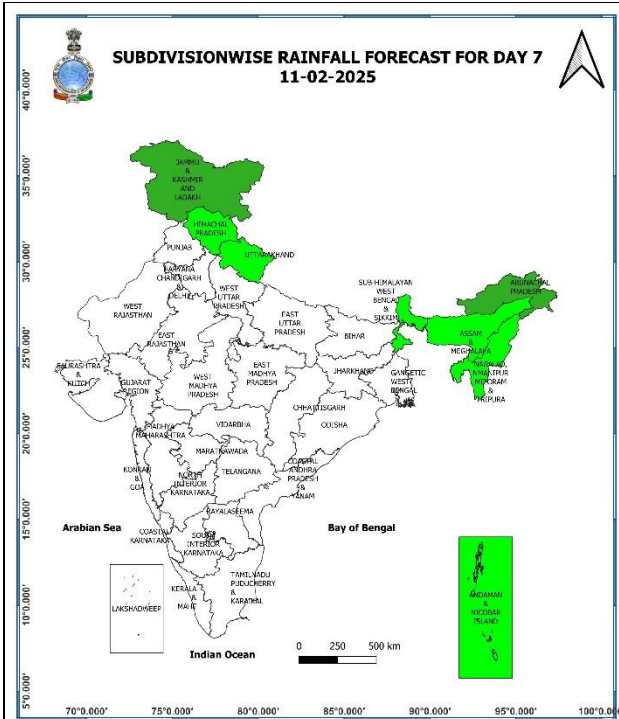 SUBDIVISIONWISE RAINFALL FORECAST FOR DAY 7
11-02-2025
40°0.000'
35°0.000'
30°0.000'
25°0.000'
20°0.000'
15°0.000'
10°0.000'
5°0.000'
JAMMU
&
KASHMIR
AND
LADAKH
HIMACHAL
PRADESH
PUNJAB
UTTARAKHAND
HARYANA
CHANDIGARH
&
DELHI
WEST
UTTAR
PRADESH
WEST
RAJASTHAN
EAST
RAJASTHAN
EAST
UTTAR
PRADESH
SUB-HIMALAYAN
WEST
BENGAL
&
SIKKIM
ARUNACHAL
PRADESH
ASSAM
&
MEGHALAYA
BIHAR
JHARKHAND
GANGETIC
WEST
BENGAL
SAURASHTRA
&
KUTCH
GUJARAT
REGION
WEST
MADHYA
PRADESH
EAST
MADHYA
PRADESH
CHHATTISGARH
ODISHA
MADHYA
MAHARASHTRA
VIDARBHA
MARATHWADA
KONKAN
&
GOA
TELANGANA
COASTAL
ANDHRA
PRADESH
&
YANAM
NORTH
INTERIOR
KARNATAKA
RAYALASEEMA
COASTAL
KARNATAKA
SOUTH
INTERIOR
KARNATAKA
TAMILNADU
PUDUCHERRY
&
KARAIKAL
KERALA
&
MAHE
LAKSHADWEEP
ANDAMAN
&
NICOBAR
ISLAND
Arabian Sea
Bay of Bengal
Indian Ocean
0 250 500 km
70°0.000' 75°0.000' 80°0.000' 85°0.000' 90°0.000' 95°0.000' 100°0.0